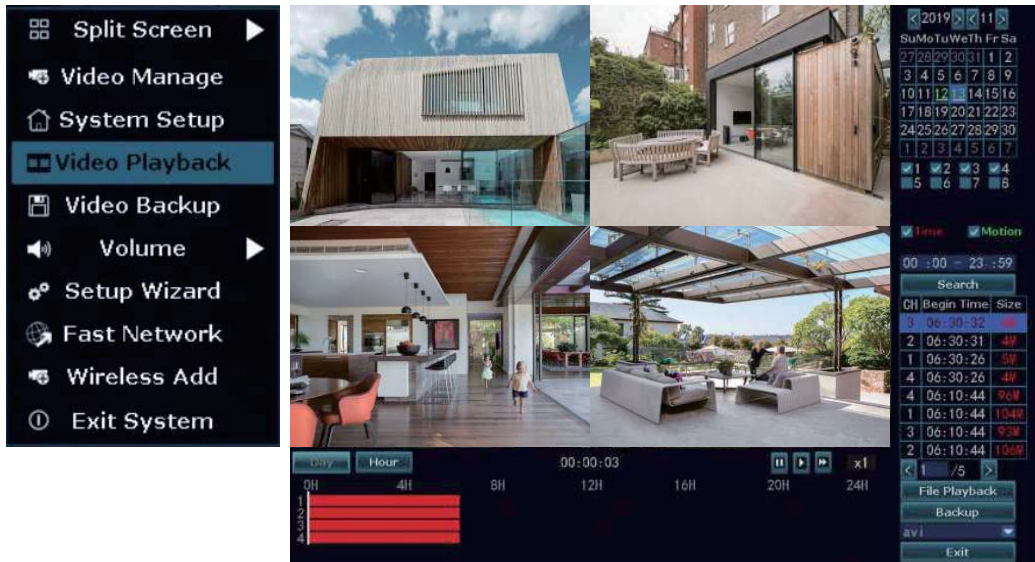 Split Screen
Video Manage
System Setup
Video Playback
Video Backup
Volume
Setup Wizard
Fast Network
Wireless Add
Exit System
2019 11
Su Mo Tu We Th Fr Sa
27 28 29 30 31 1 2
3 4 5 6 7 8 9
10 11 12 13 14 15 16
17 18 19 20 21 22 23
24 25 26 27 28 29 30
1 2 3 4 5 6 7
1 2 3 4
5 6 7 8
Time Motion
00 :00 - 23 :59
Search
CH Begin Time Size
3 06:30:32
2 06:30:31 4M
1 06:30:26 5M
4 06:30:26 4M
4 06:10:44 96M
1 06:10:44 104M
3 06:10:44 93M
2 06:10:44 106M
< 1 /5 >
File Playback
Backup
avi
Exit
Day Hour 00:00:03 x1
0H 4H 8H 12H 16H 20H 24H
1
2
3
4